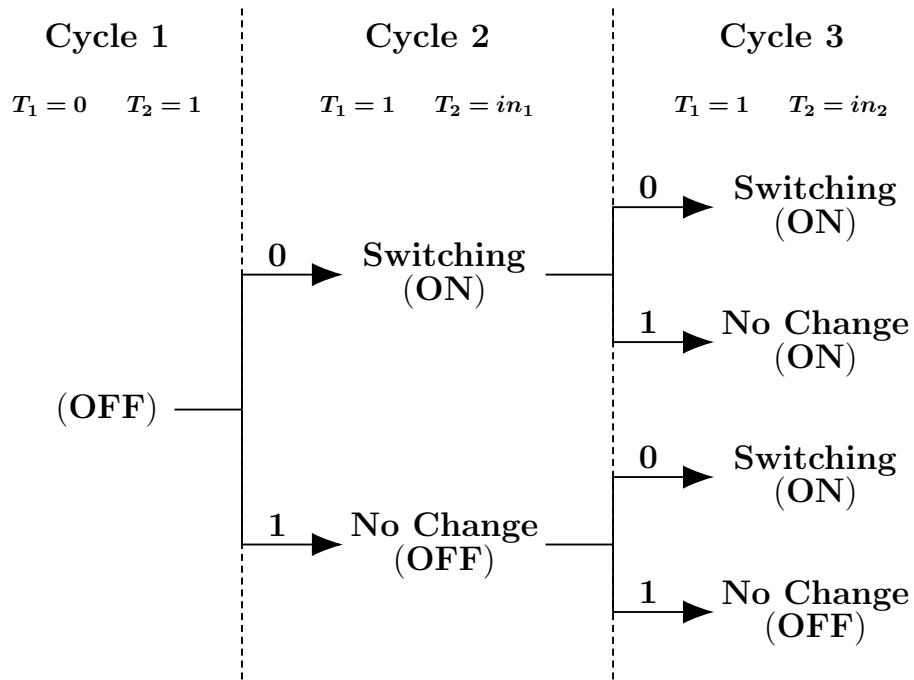 Cycle 1
Cycle 2
Cycle 3
T₁ = 0 T₂ = 1
T₁ = 1 T₂ = in₁
T₁ = 1 T₂ = in₂
0
Switching
(ON)
0
Switching
(ON)
1
No Change
(ON)
(OFF)
0
Switching
(ON)
1
No Change
(OFF)
1
No Change
(OFF)